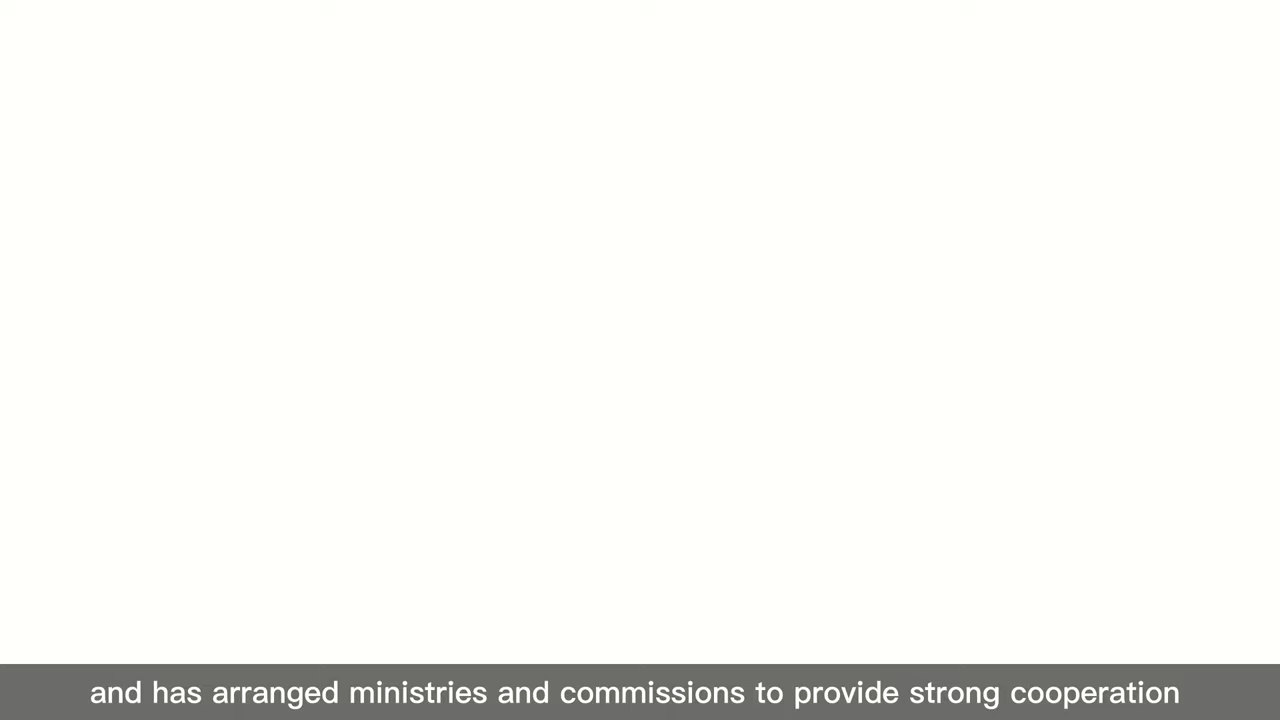 and has arranged ministries and commissions to provide strong cooperation